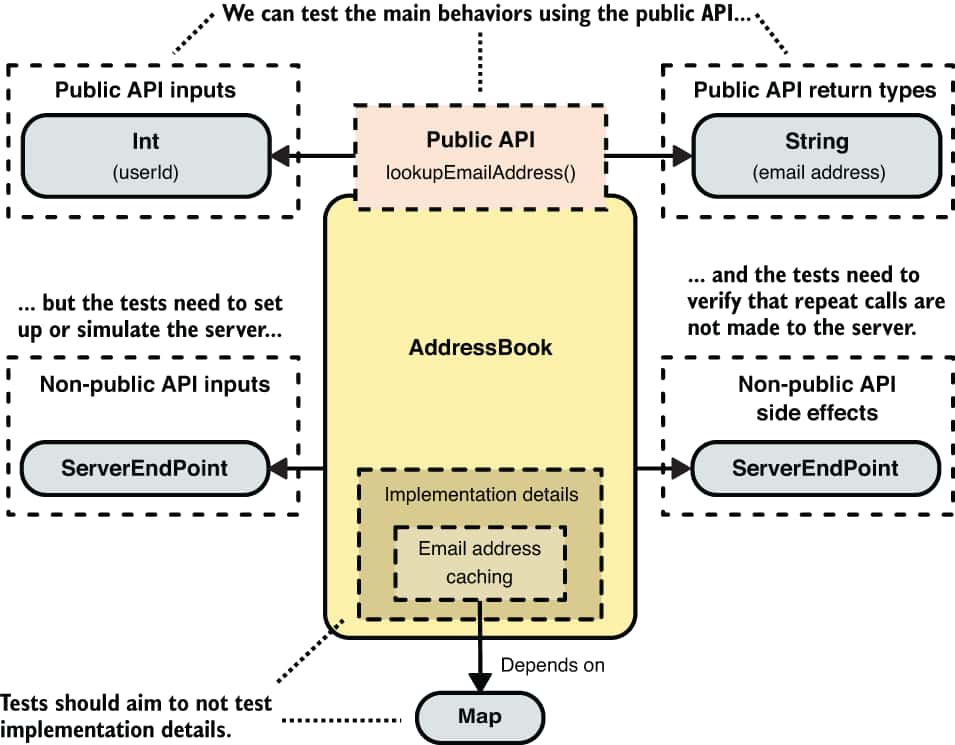 We can test the main behaviors using the public API...
Public API inputs
Int
(userId)
Public API
lookupEmailAddress()
Public API return types
String
(email address)
... but the tests need to set
up or simulate the server...
... and the tests need to
verify that repeat calls are
not made to the server.
AddressBook
Non-public API inputs
ServerEndPoint
Non-public API
side effects
ServerEndPoint
Implementation details
Email address
caching
Depends on
Map
Tests should aim to not test
implementation details.